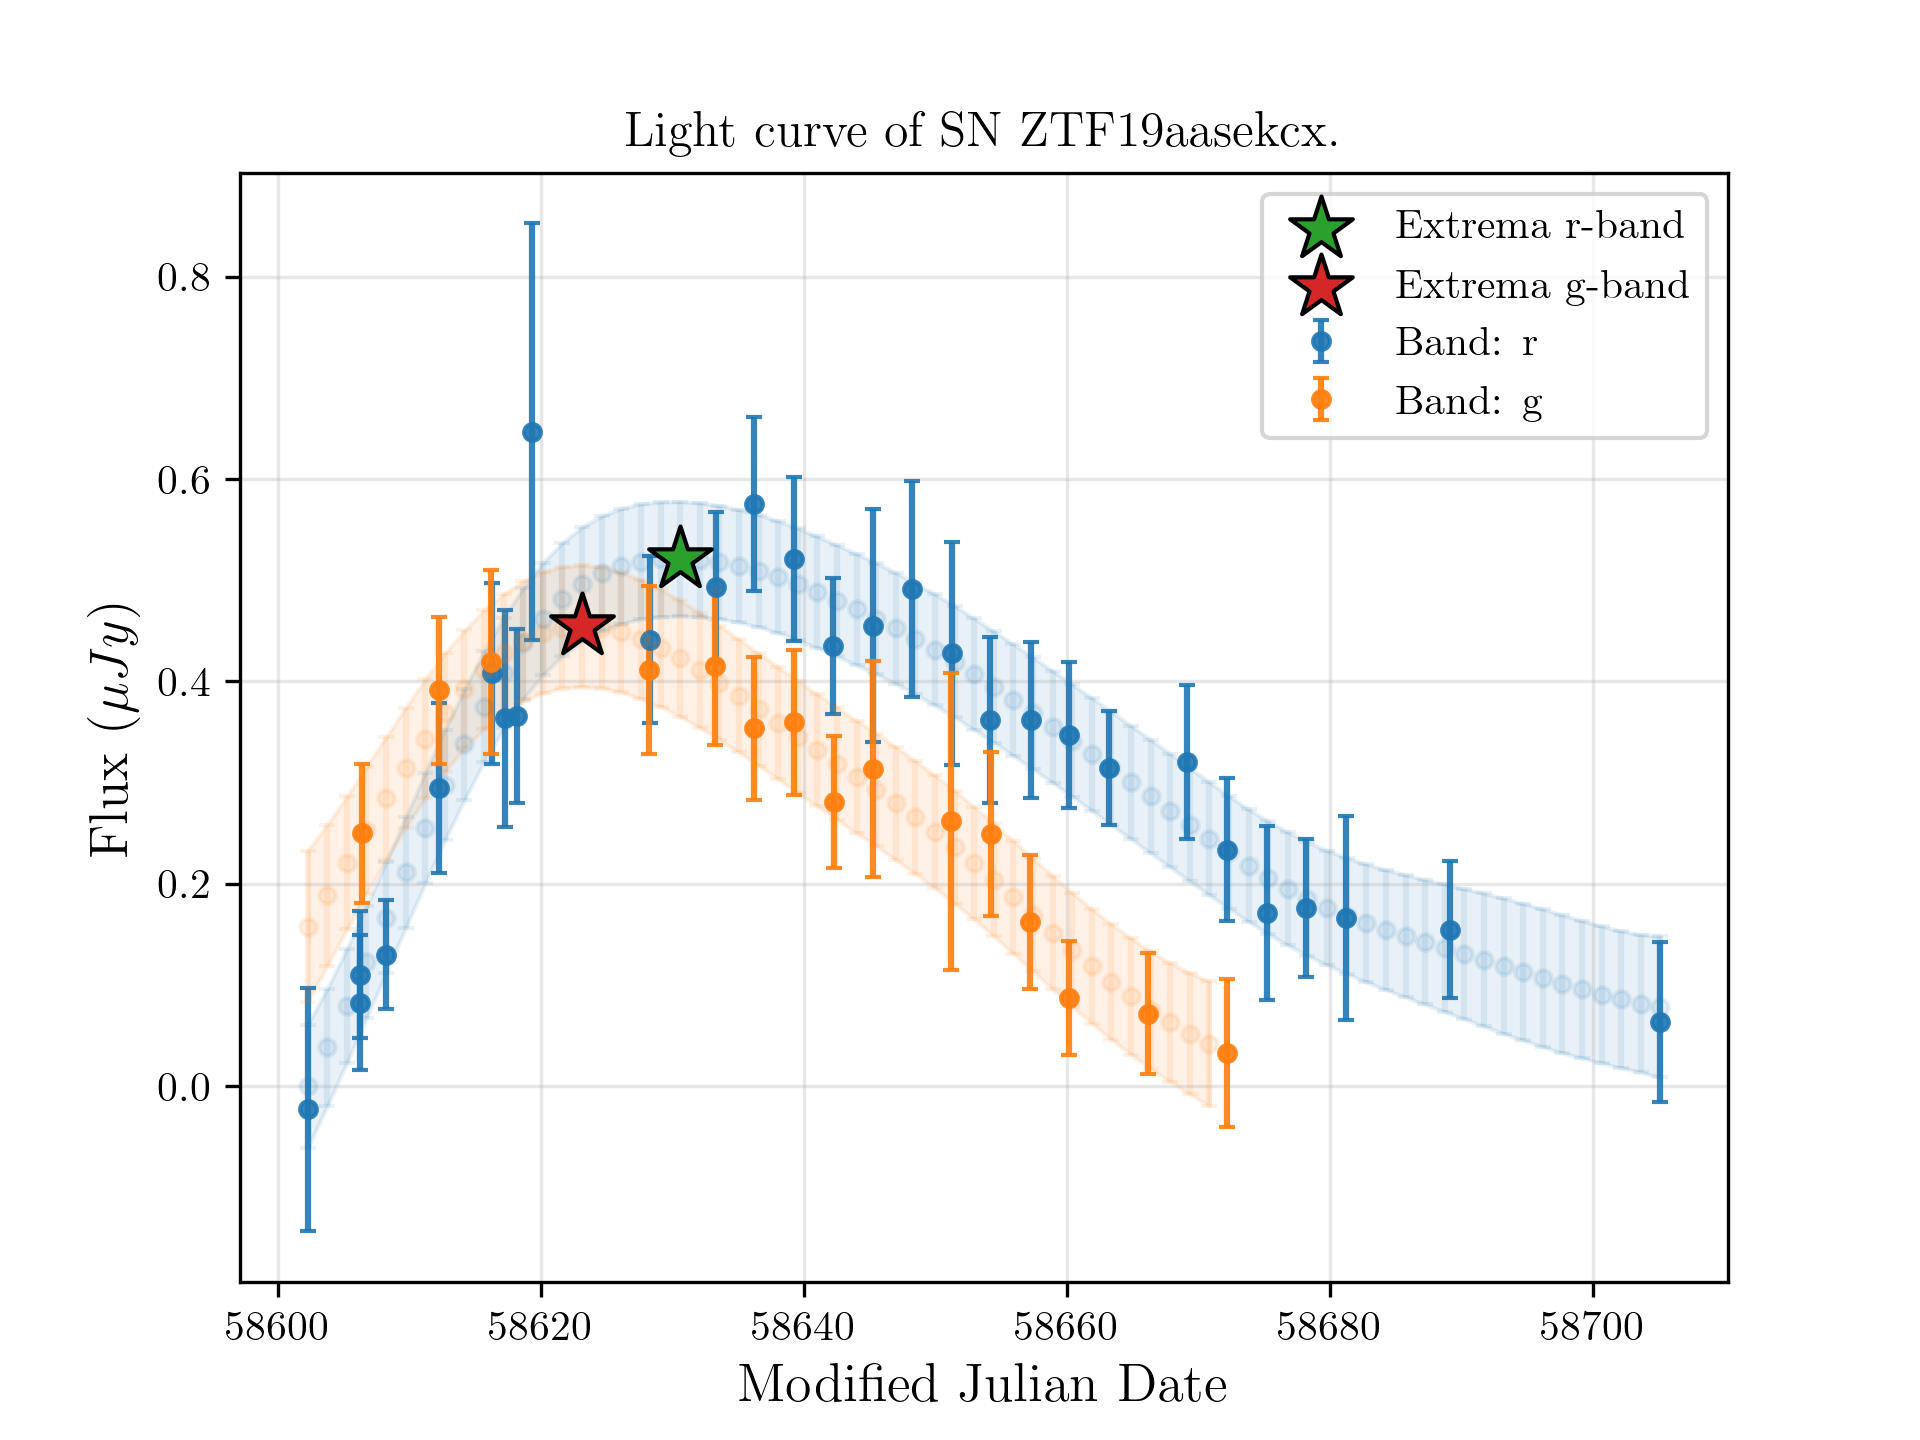 Light curve of SN ZTF19aasekcx.
Extrema r-band
Extrema g-band
Band: r
Band: g
Flux (μJy)
0.8
0.6
0.4
0.2
0.0
58600 58620 58640 58660 58680 58700
Modified Julian Date